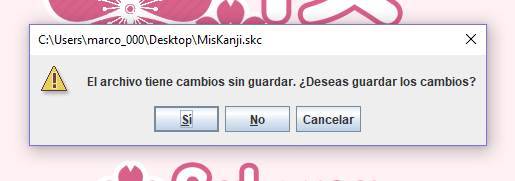 C:\Users\marco_000\Desktop\MisKanji.skc
El archivo tiene cambios sin guardar. ¿Deseas guardar los cambios?
Sí
No
Cancelar